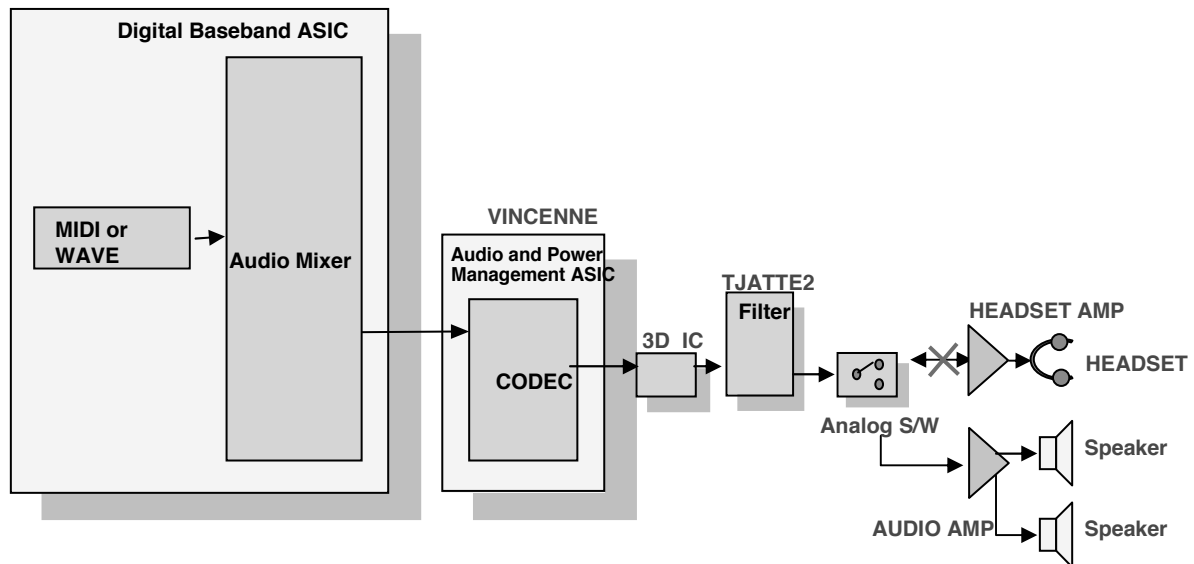 Digital Baseband ASIC
MIDI or
WAVE
Audio Mixer
VINCENNE
Audio and Power
Management ASIC
CODEC
3D IC
TJATTE2
Filter
Analog S/W
HEADSET AMP
HEADSET
Speaker
AUDIO AMP
Speaker